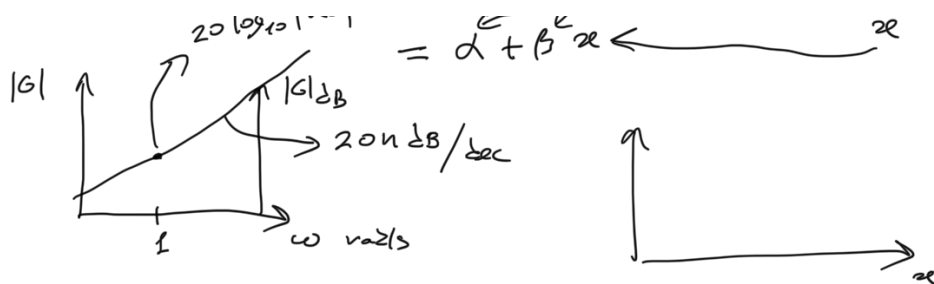 20 log10
= α + β x x
|G|
|G|dB
20n dB/dec
1
ω rad/s
x